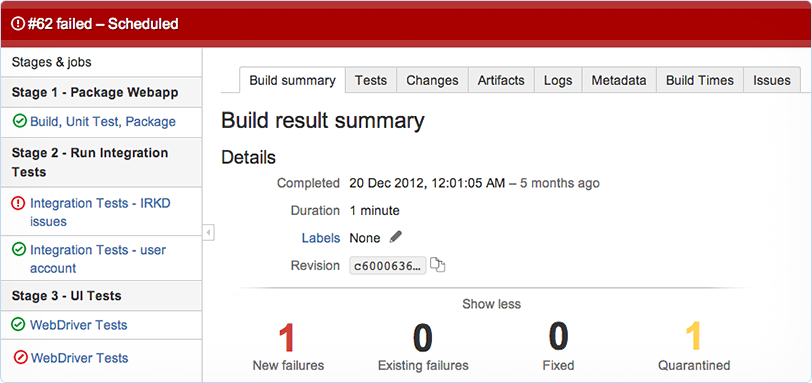 #62 failed – Scheduled
Stages & jobs
Stage 1 - Package Webapp
Build, Unit Test, Package
Stage 2 - Run Integration
Tests
Integration Tests - IRKD
issues
Integration Tests - user
account
Stage 3 - UI Tests
WebDriver Tests
WebDriver Tests
Build summary Tests Changes Artifacts Logs Metadata Build Times Issues
Build result summary
Details
Completed 20 Dec 2012, 12:01:05 AM – 5 months ago
Duration 1 minute
Labels None
Revision c6000636…
Show less
1 0 0 1
New failures Existing failures Fixed Quarantined